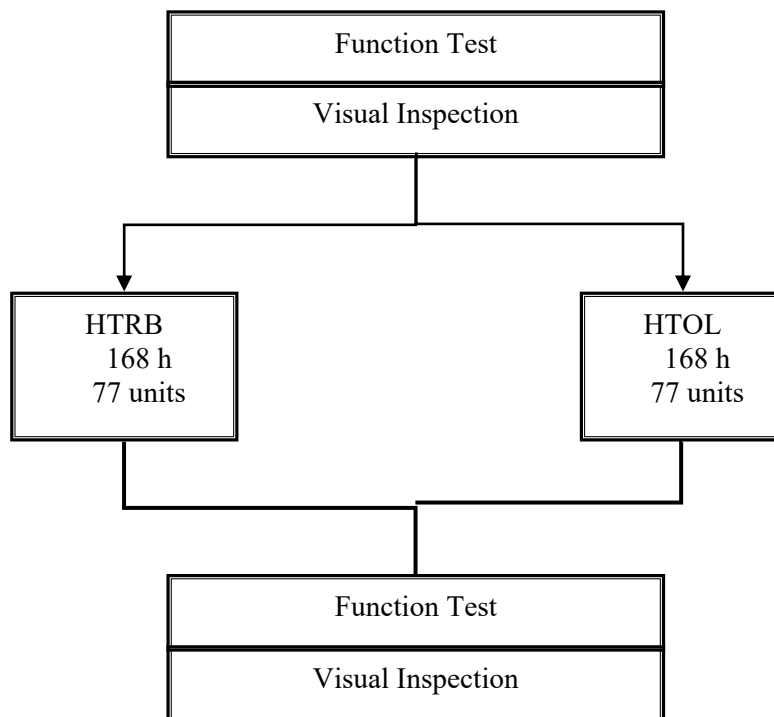 Function Test
Visual Inspection
HTRB
168 h
77 units
HTOL
168 h
77 units
Function Test
Visual Inspection